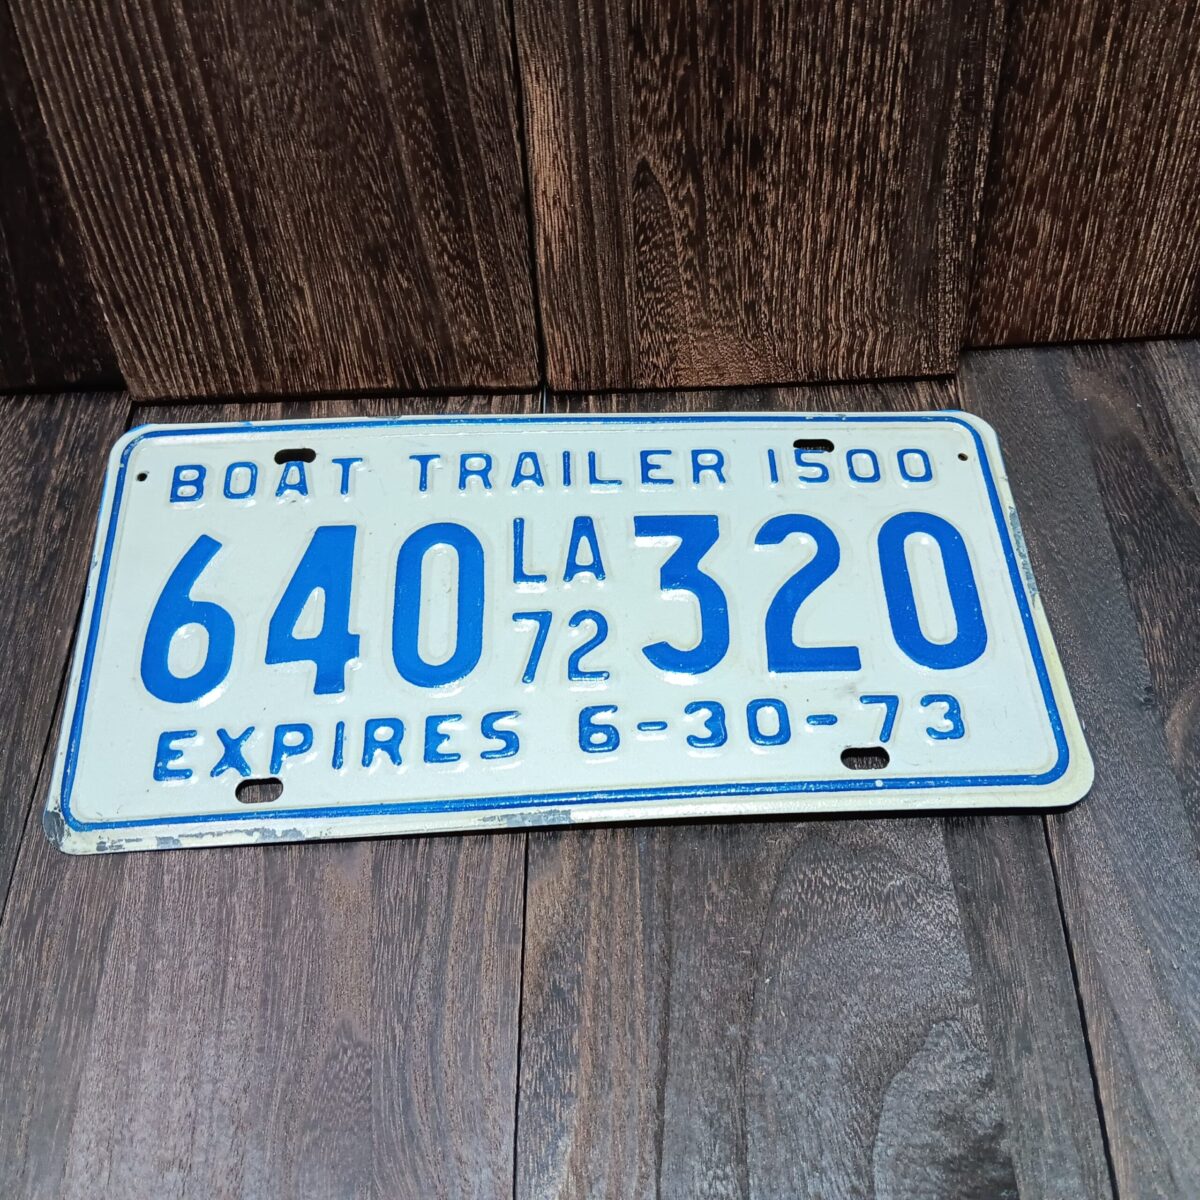 BOAT TRAILER 1500
640 LA 72 320
EXPIRES 6-30-73